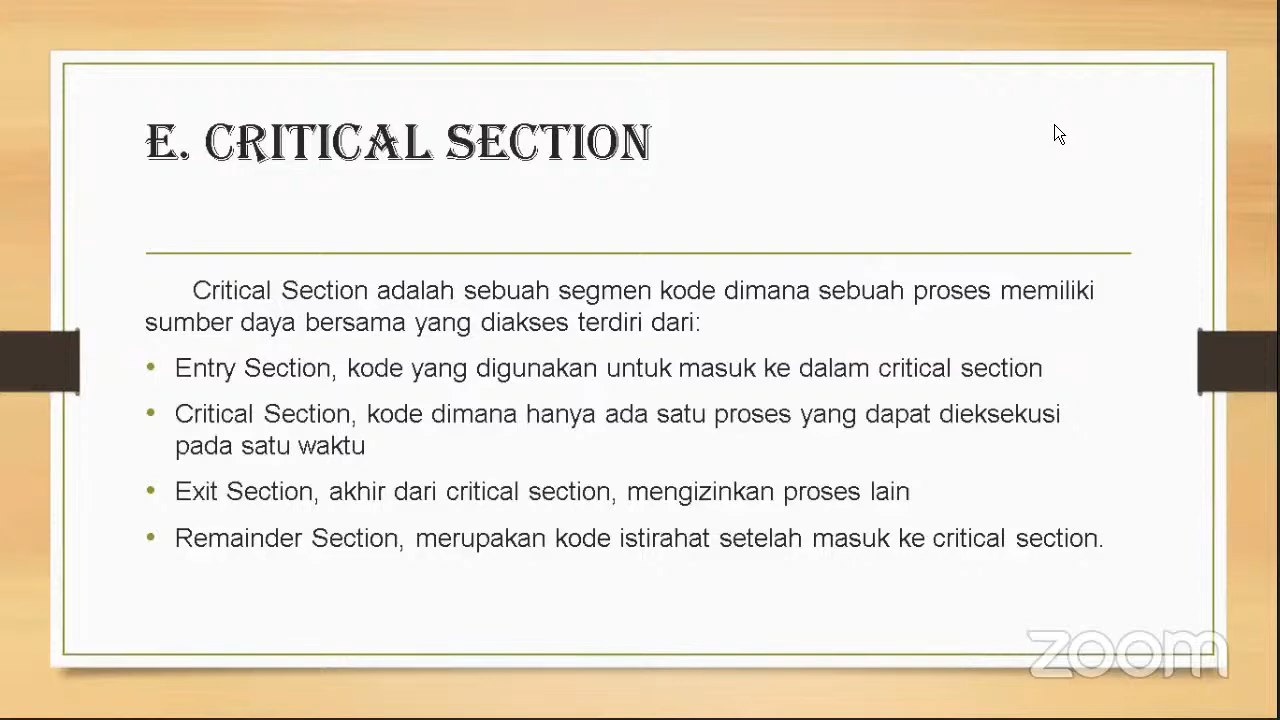 E. CRITICAL SECTION
Critical Section adalah sebuah segmen kode dimana sebuah proses memiliki
sumber daya bersama yang diakses terdiri dari:
• Entry Section, kode yang digunakan untuk masuk ke dalam critical section
• Critical Section, kode dimana hanya ada satu proses yang dapat dieksekusi
pada satu waktu
• Exit Section, akhir dari critical section, mengizinkan proses lain
• Remainder Section, merupakan kode istirahat setelah masuk ke critical section.
zoom